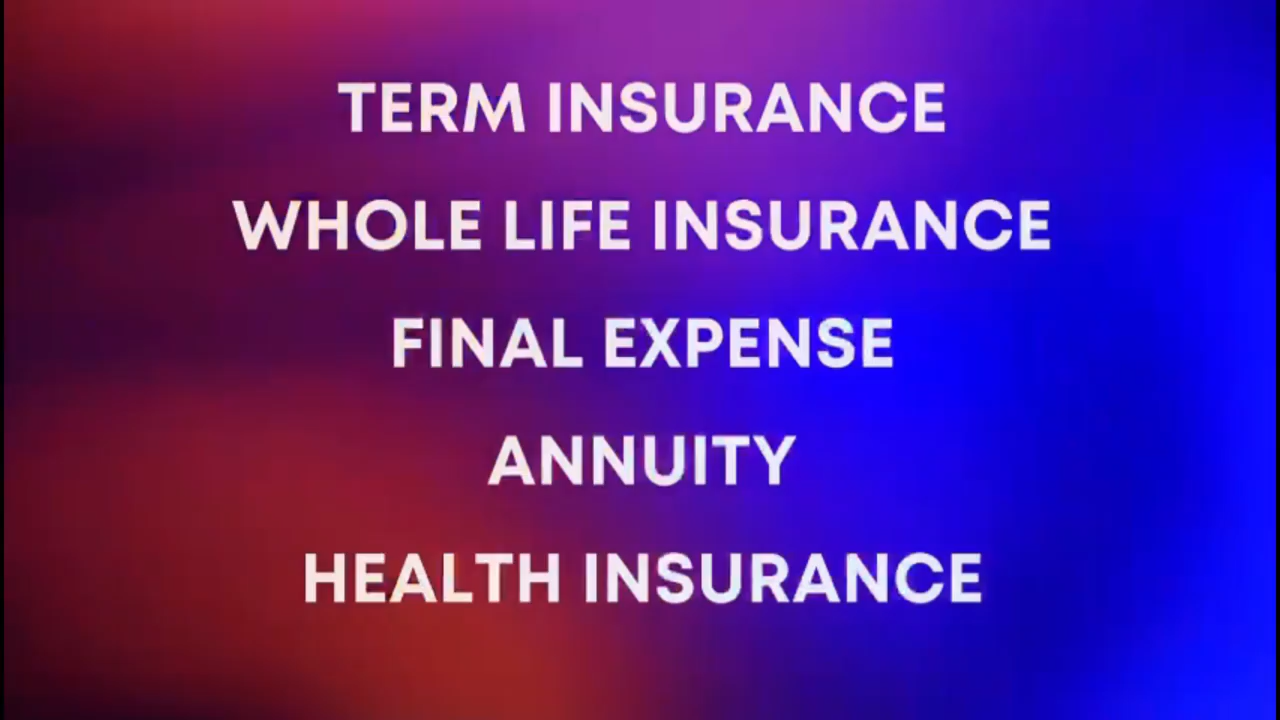 TERM INSURANCE
WHOLE LIFE INSURANCE
FINAL EXPENSE
ANNUITY
HEALTH INSURANCE